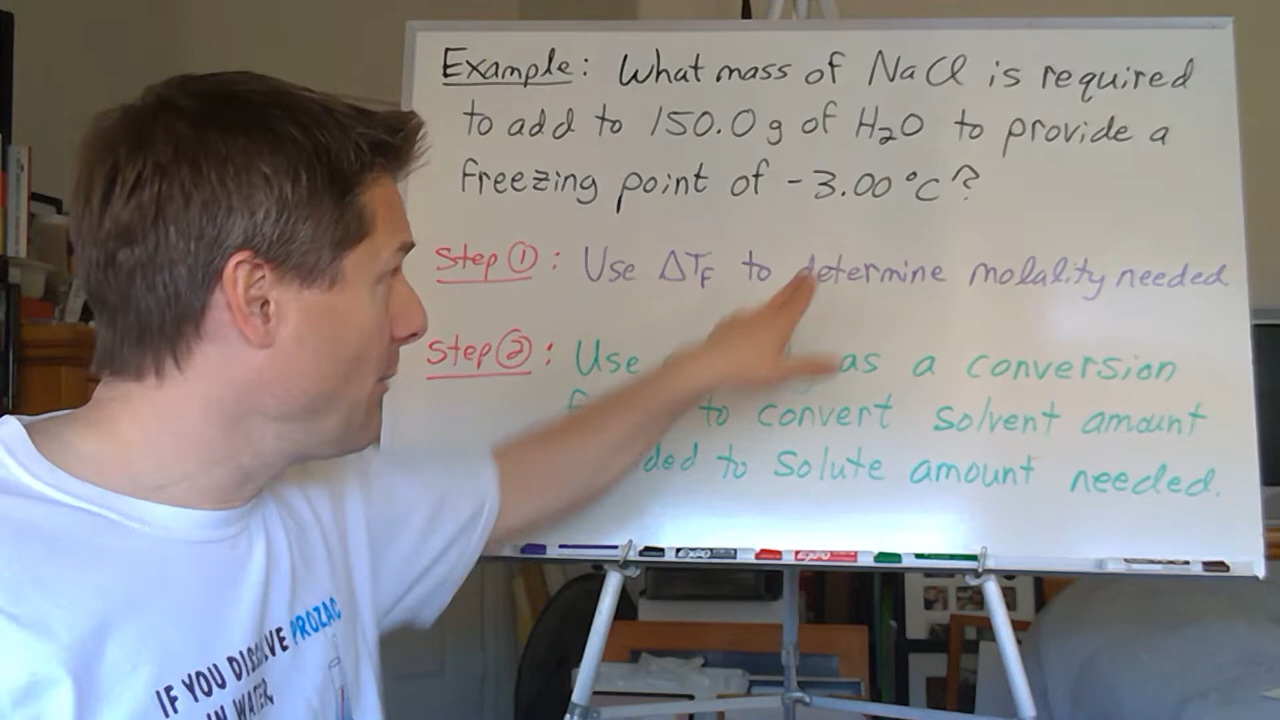 Example: What mass of NaCl is required
to add to 150.0 g of H₂O to provide a
freezing point of -3.00 °C?
Step ①: Use ΔTF to determine molality needed
Step ②: Use as a conversion
to convert solvent amount
to solute amount needed.
EXPO
EXPO
IF YOU DISSOLVE PROZAC
IN WATER,